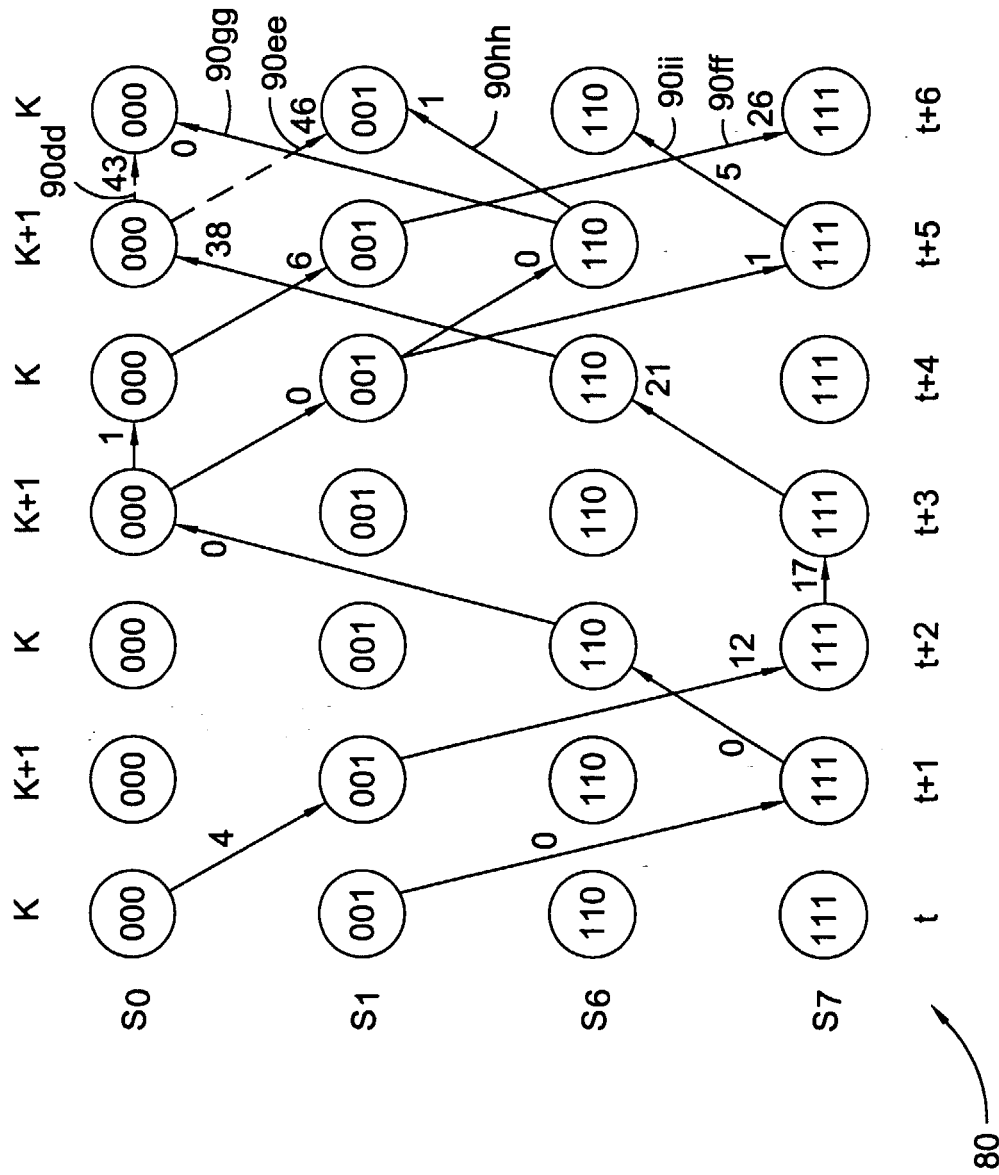 K K+1 K K+1 K K+1 K
90dd
1 43
S0 000 000 000 000 000 000 000
0
90gg
4 0 38
90ee
0 6 46
S1 001 001 001 001 001 001 001
1
90hh
0
S6 110 110 110 110 110 110 110
21
0 0 12 5
90ii
90ff
17 1 26
S7 111 111 111 111 111 111 111
t t+1 t+2 t+3 t+4 t+5 t+6
80